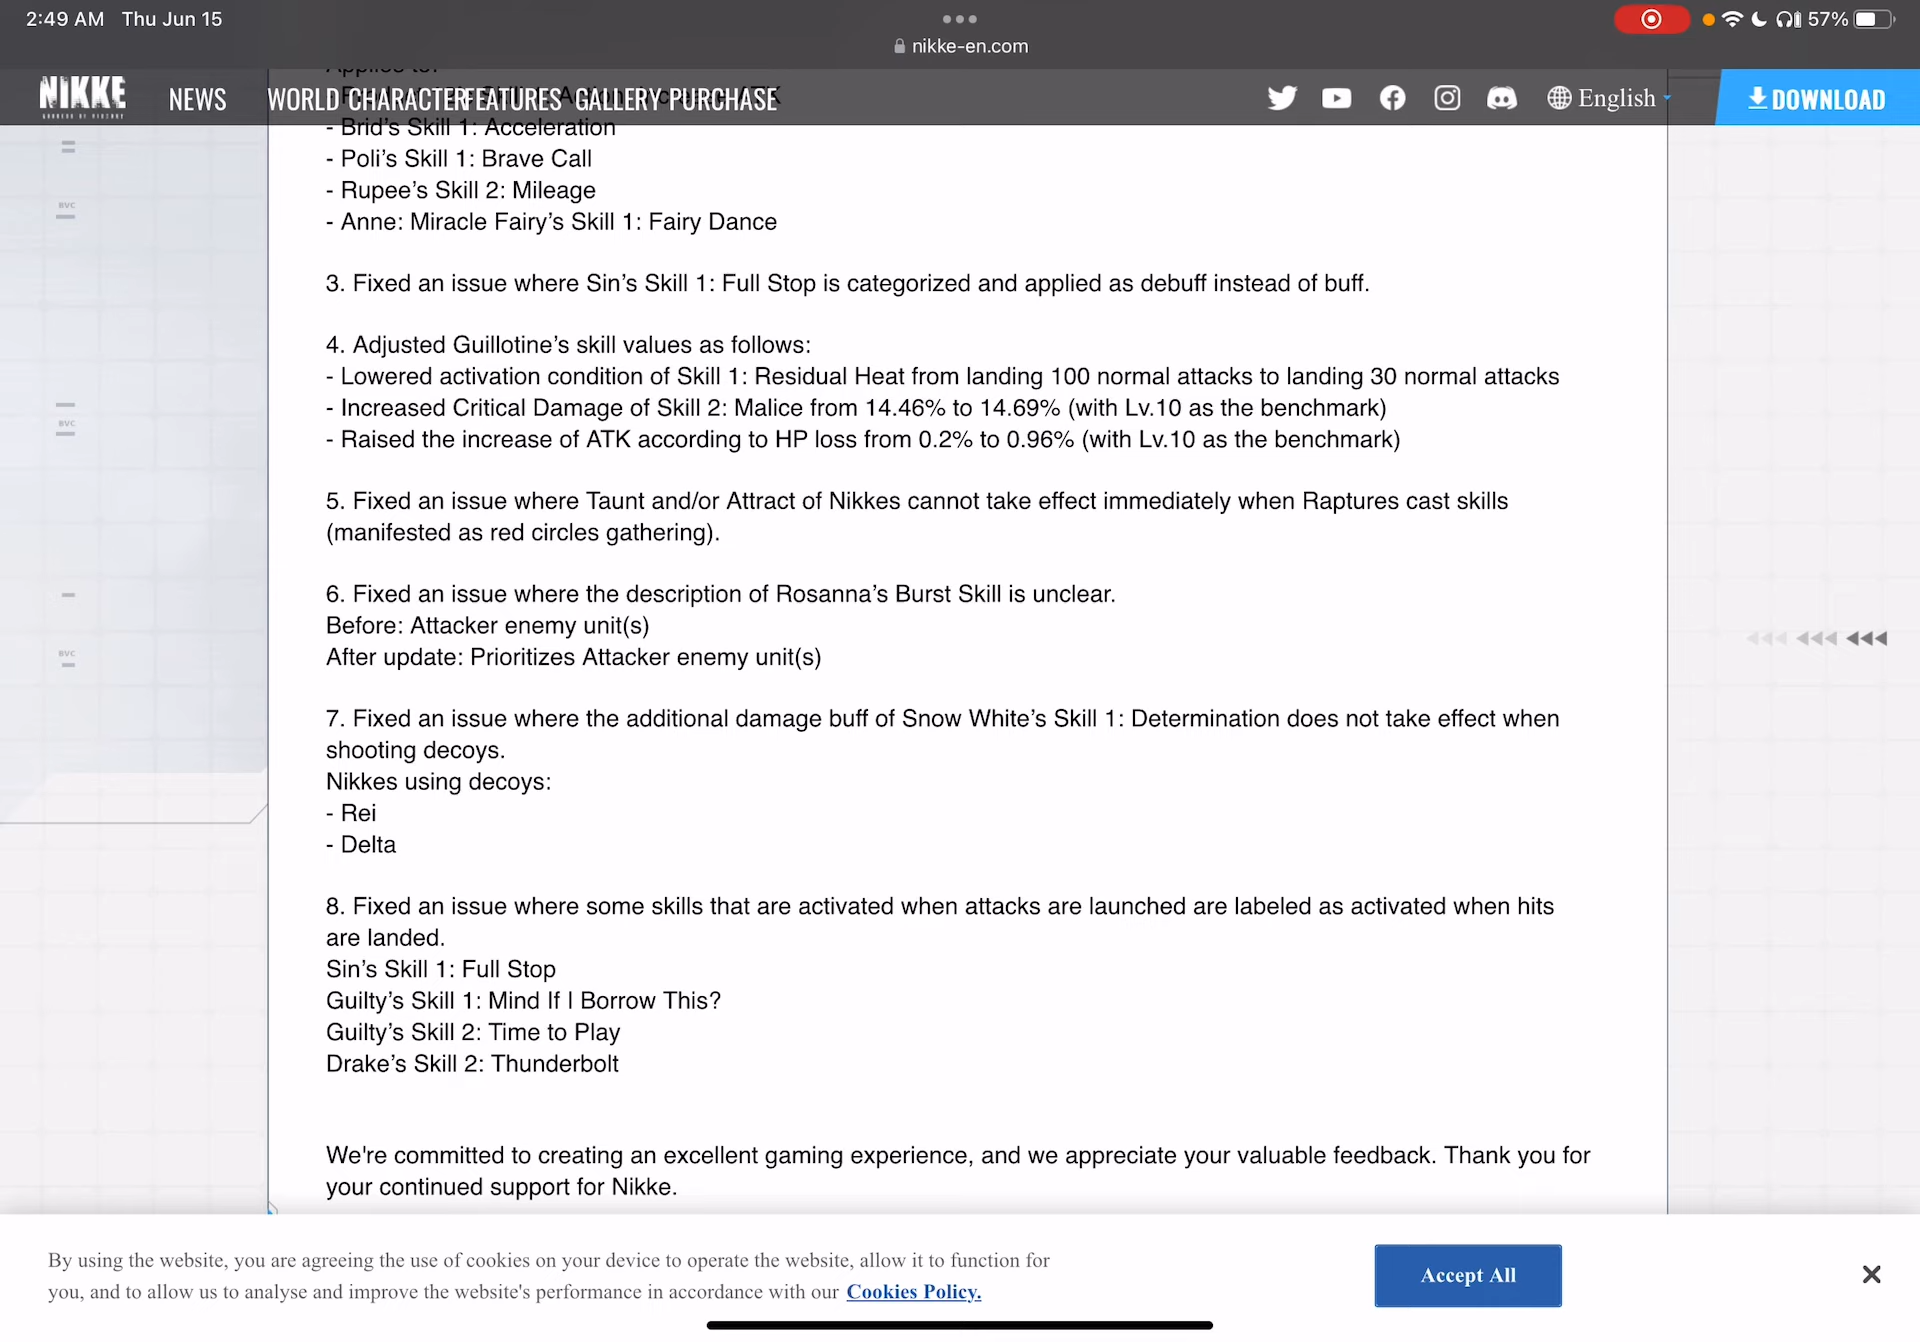 2:49 AM Thu Jun 15
57%
nikke-en.com
NIKKE
NEWS
WORLD
CHARACTER
FEATURES
GALLERY
PURCHASE
English
DOWNLOAD
- Brid's Skill 1: Acceleration
- Poli's Skill 1: Brave Call
- Rupee's Skill 2: Mileage
- Anne: Miracle Fairy's Skill 1: Fairy Dance
3. Fixed an issue where Sin's Skill 1: Full Stop is categorized and applied as debuff instead of buff.
4. Adjusted Guillotine's skill values as follows:
- Lowered activation condition of Skill 1: Residual Heat from landing 100 normal attacks to landing 30 normal attacks
- Increased Critical Damage of Skill 2: Malice from 14.46% to 14.69% (with Lv.10 as the benchmark)
- Raised the increase of ATK according to HP loss from 0.2% to 0.96% (with Lv.10 as the benchmark)
5. Fixed an issue where Taunt and/or Attract of Nikkes cannot take effect immediately when Raptures cast skills
(manifested as red circles gathering).
6. Fixed an issue where the description of Rosanna's Burst Skill is unclear.
Before: Attacker enemy unit(s)
After update: Prioritizes Attacker enemy unit(s)
7. Fixed an issue where the additional damage buff of Snow White's Skill 1: Determination does not take effect when
shooting decoys.
Nikkes using decoys:
- Rei
- Delta
8. Fixed an issue where some skills that are activated when attacks are launched are labeled as activated when hits
are landed.
Sin's Skill 1: Full Stop
Guilty's Skill 1: Mind If I Borrow This?
Guilty's Skill 2: Time to Play
Drake's Skill 2: Thunderbolt
We're committed to creating an excellent gaming experience, and we appreciate your valuable feedback. Thank you for
your continued support for Nikke.
BVC
BVC
BVC
By using the website, you are agreeing the use of cookies on your device to operate the website, allow it to function for
you, and to allow us to analyse and improve the website's performance in accordance with our Cookies Policy.
Accept All